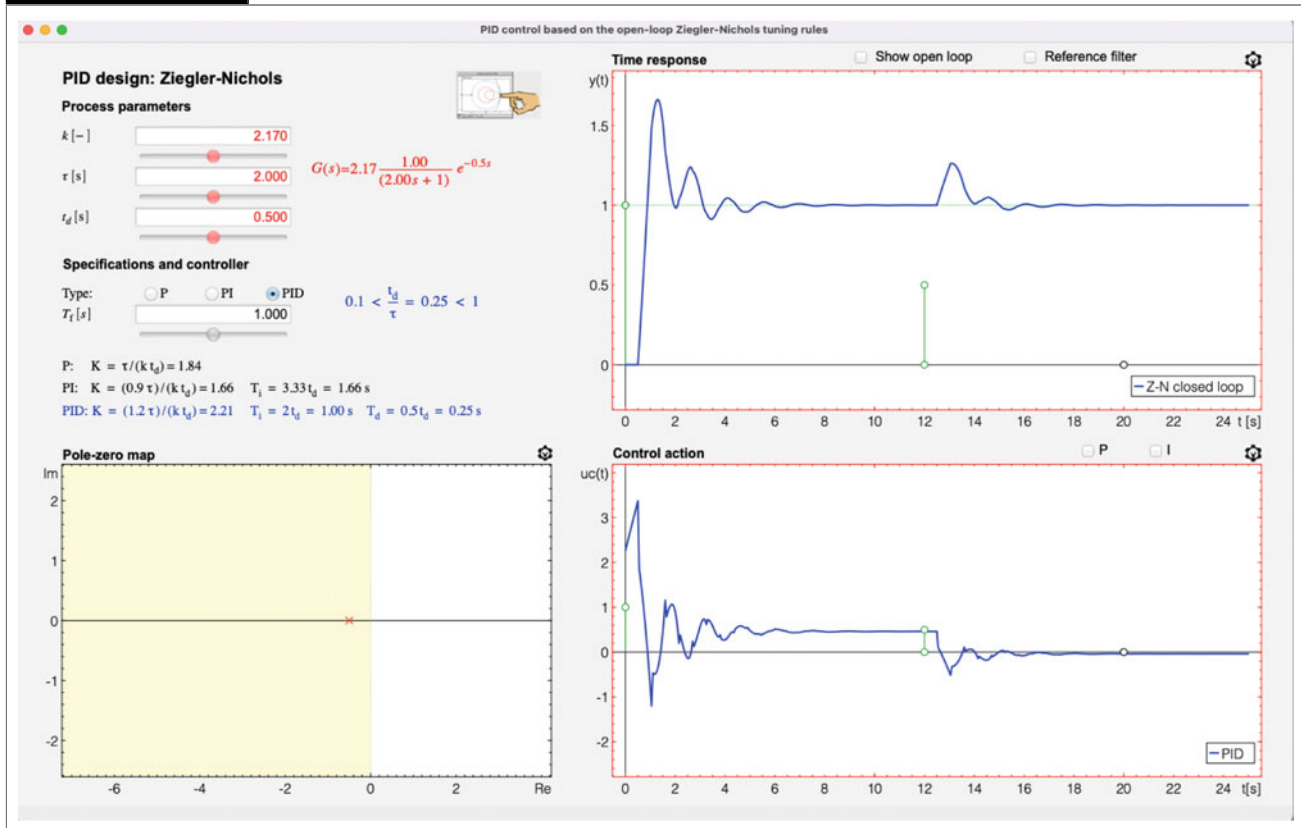 PID control based on the open-loop Ziegler-Nichols tuning rules
PID design: Ziegler-Nichols
Process parameters
k [−] 2.170
τ [s] 2.000
t_d [s] 0.500
G(s)=2.17 1.00/(2.00s + 1) e^−0.5s
Specifications and controller
Type: P PI PID
T_f [s] 1.000
0.1 < t_d/τ = 0.25 < 1
P: K = τ/(k t_d) = 1.84
PI: K = (0.9 τ)/(k t_d) = 1.66 T_i = 3.33 t_d = 1.66 s
PID: K = (1.2 τ)/(k t_d) = 2.21 T_i = 2 t_d = 1.00 s T_d = 0.5 t_d = 0.25 s
Time response Show open loop Reference filter
y(t)
1.5
1
0.5
0
Z-N closed loop
0 2 4 6 8 10 12 14 16 18 20 22 24 t [s]
Pole-zero map
Im
2
1
0
-1
-2
-6 -4 -2 0 2 Re
Control action P I
uc(t)
3
2
1
0
-1
-2
PID
0 2 4 6 8 10 12 14 16 18 20 22 24 t[s]